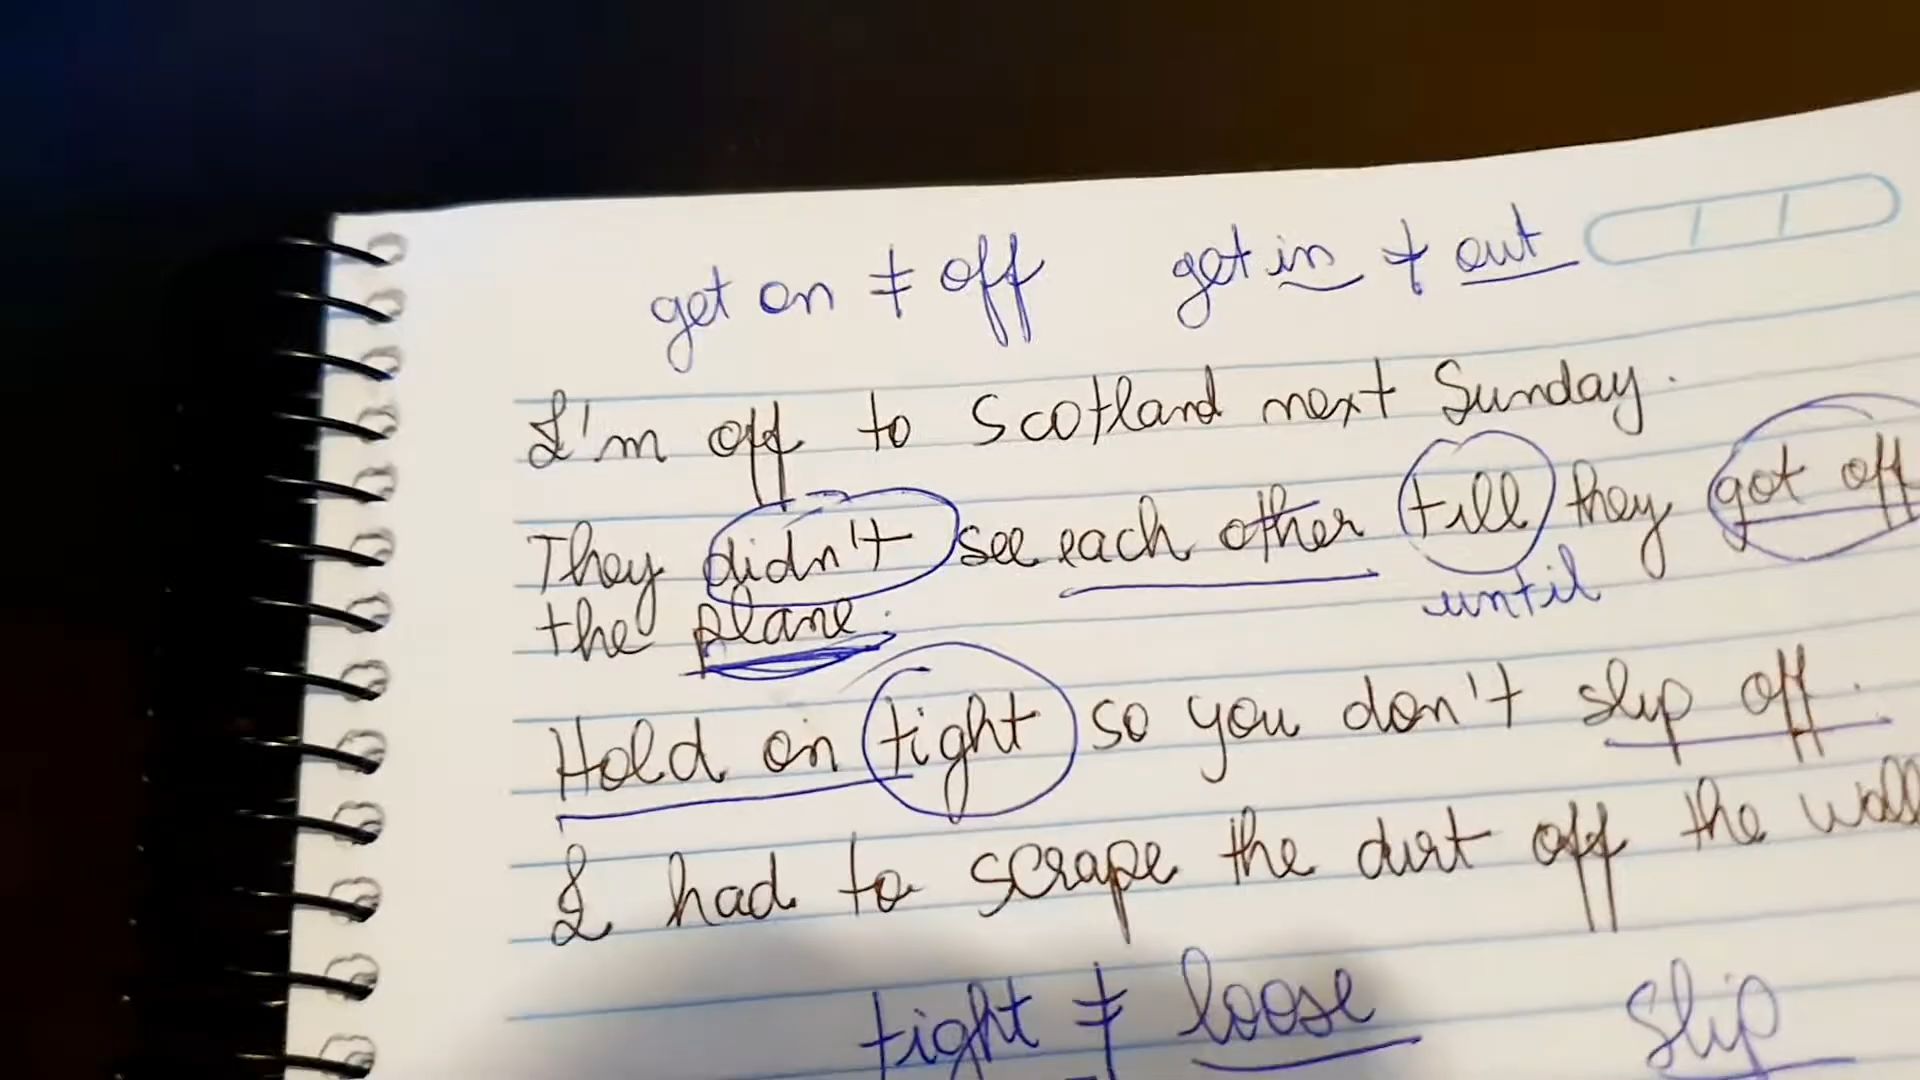 get on ≠ off get in ≠ out
I'm off to Scotland next Sunday.
They didn't see each other till they got off
until
the plane.
Hold on tight so you don't slip off.
I had to scrape the dirt off the wall
tight ≠ loose slip